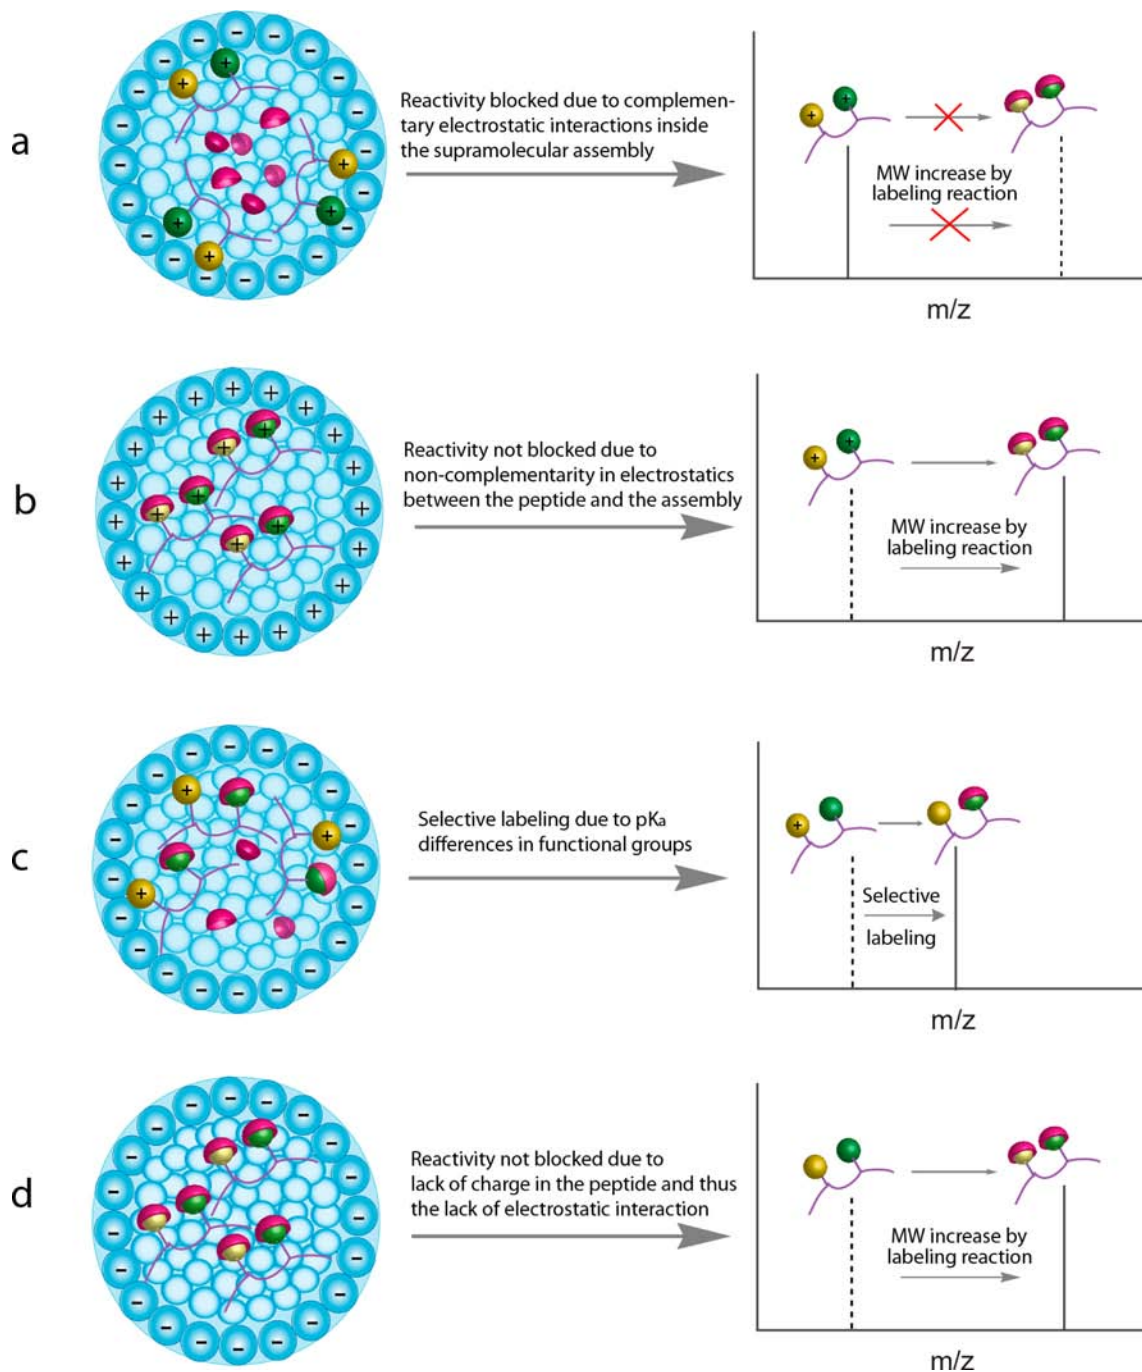 a
Reactivity blocked due to complemen-
tary electrostatic interactions inside
the supramolecular assembly
MW increase by
labeling reaction
m/z
b
Reactivity not blocked due to
non-complementarity in electrostatics
between the peptide and the assembly
MW increase by
labeling reaction
m/z
c
Selective labeling due to pKa
differences in functional groups
Selective
labeling
m/z
d
Reactivity not blocked due to
lack of charge in the peptide and thus
the lack of electrostatic interaction
MW increase by
labeling reaction
m/z